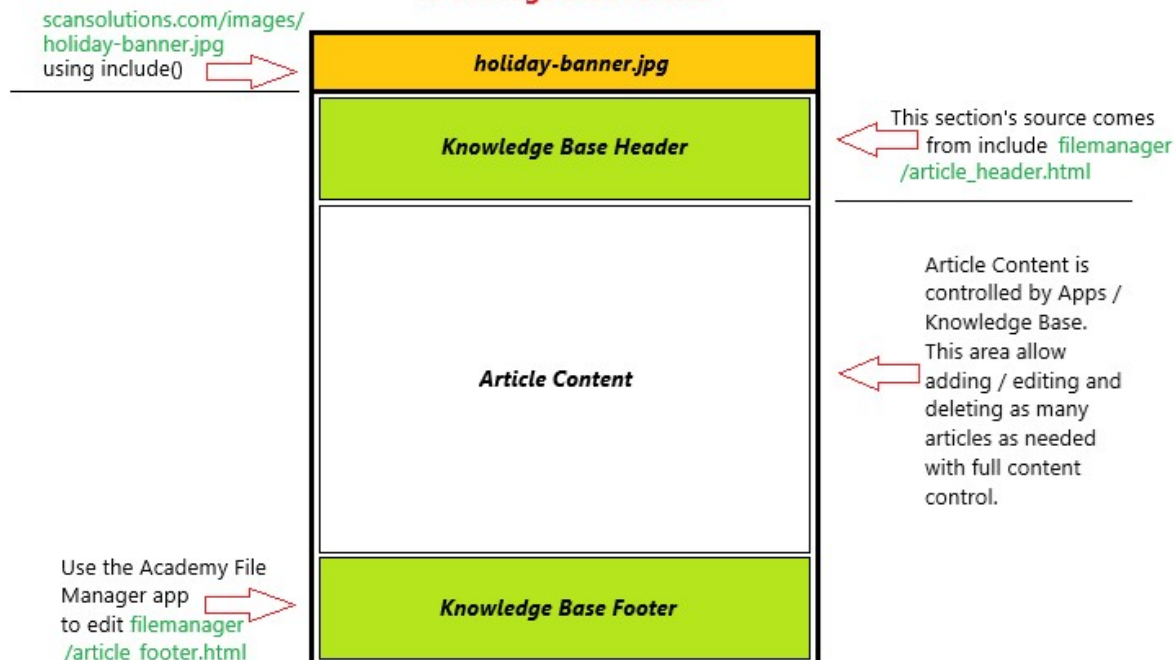 scansolutions.com/images/
holiday-banner.jpg
using include()
holiday-banner.jpg
Knowledge Base Header
This section's source comes
from include filemanager
/article_header.html
Article Content
Article Content is
controlled by Apps /
Knowledge Base.
This area allow
adding / editing and
deleting as many
articles as needed
with full content
control.
Use the Academy File
Manager app
to edit filemanager
/article_footer.html
Knowledge Base Footer